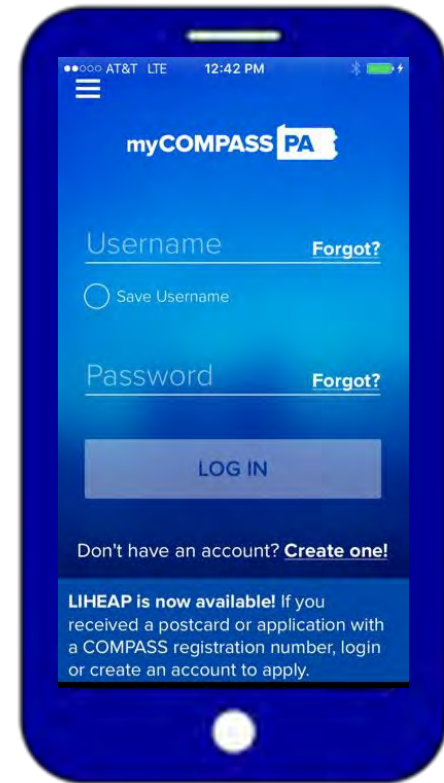 AT&T LTE 12:42 PM
myCOMPASS PA
Username Forgot?
Save Username
Password Forgot?
LOG IN
Don't have an account? Create one!
LIHEAP is now available! If you
received a postcard or application with
a COMPASS registration number, login
or create an account to apply.